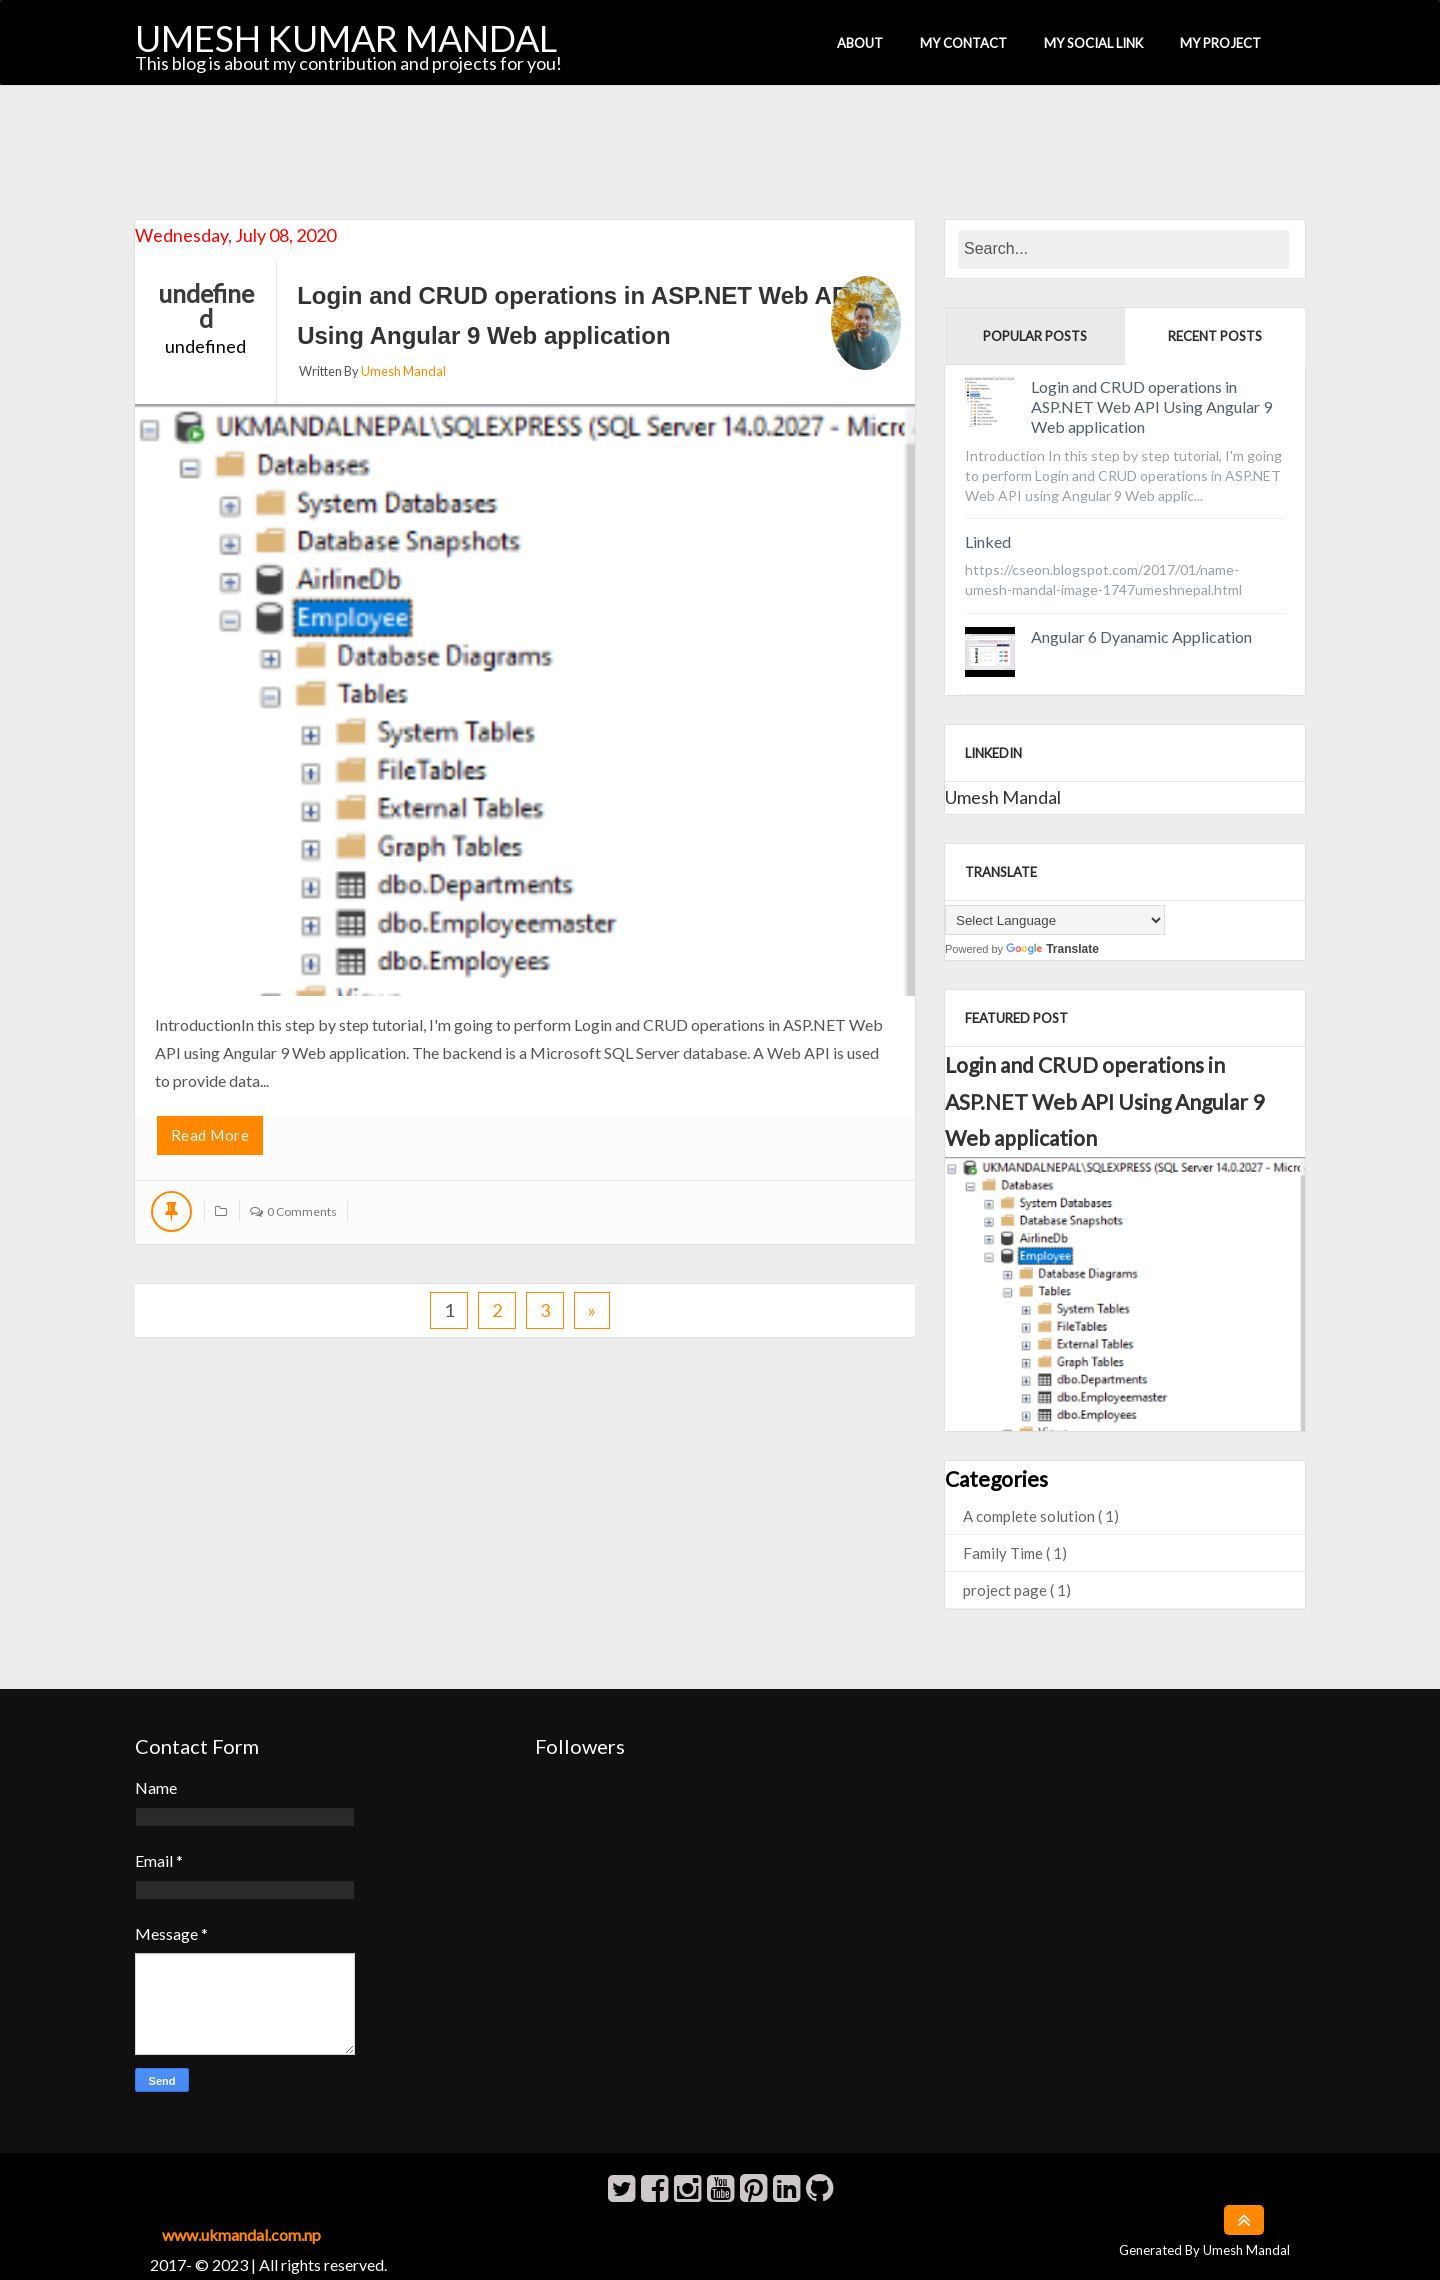 UMESH KUMAR MANDAL
This blog is about my contribution and projects for you!
ABOUT
MY CONTACT
MY SOCIAL LINK
MY PROJECT
Wednesday, July 08, 2020
undefine
d
undefined
Login and CRUD operations in ASP.NET Web AP
Using Angular 9 Web application
Written By Umesh Mandal
UKMANDALNEPAL\SQLEXPRESS (SQL Server 14.0.2027 - Micro
Databases
System Databases
Database Snapshots
AirlineDb
Employee
Database Diagrams
Tables
System Tables
FileTables
External Tables
Graph Tables
dbo.Departments
dbo.Employeemaster
dbo.Employees
Views
IntroductionIn this step by step tutorial, I'm going to perform Login and CRUD operations in ASP.NET Web
API using Angular 9 Web application. The backend is a Microsoft SQL Server database. A Web API is used
to provide data...
Read More
0 Comments
1
2
3
»
Search...
POPULAR POSTS
RECENT POSTS
Login and CRUD operations in
ASP.NET Web API Using Angular 9
Web application
Introduction In this step by step tutorial, I'm going
to perform Login and CRUD operations in ASP.NET
Web API using Angular 9 Web applic...
Linked
https://cseon.blogspot.com/2017/01/name-
umesh-mandal-image-1747umeshnepal.html
Angular 6 Dyanamic Application
LINKEDIN
Umesh Mandal
TRANSLATE
Select Language
Powered by Google Translate
FEATURED POST
Login and CRUD operations in
ASP.NET Web API Using Angular 9
Web application
UKMANDALNEPAL\SQLEXPRESS (SQL Server 14.0.2027 - Micro
Databases
System Databases
Database Snapshots
AirlineDb
Employee
Database Diagrams
Tables
System Tables
FileTables
External Tables
Graph Tables
dbo.Departments
dbo.Employeemaster
dbo.Employees
Views
Categories
A complete solution ( 1)
Family Time ( 1)
project page ( 1)
Contact Form
Name
Email *
Message *
Send
Followers
You
Tube
www.ukmandal.com.np
2017- © 2023 | All rights reserved.
Generated By Umesh Mandal